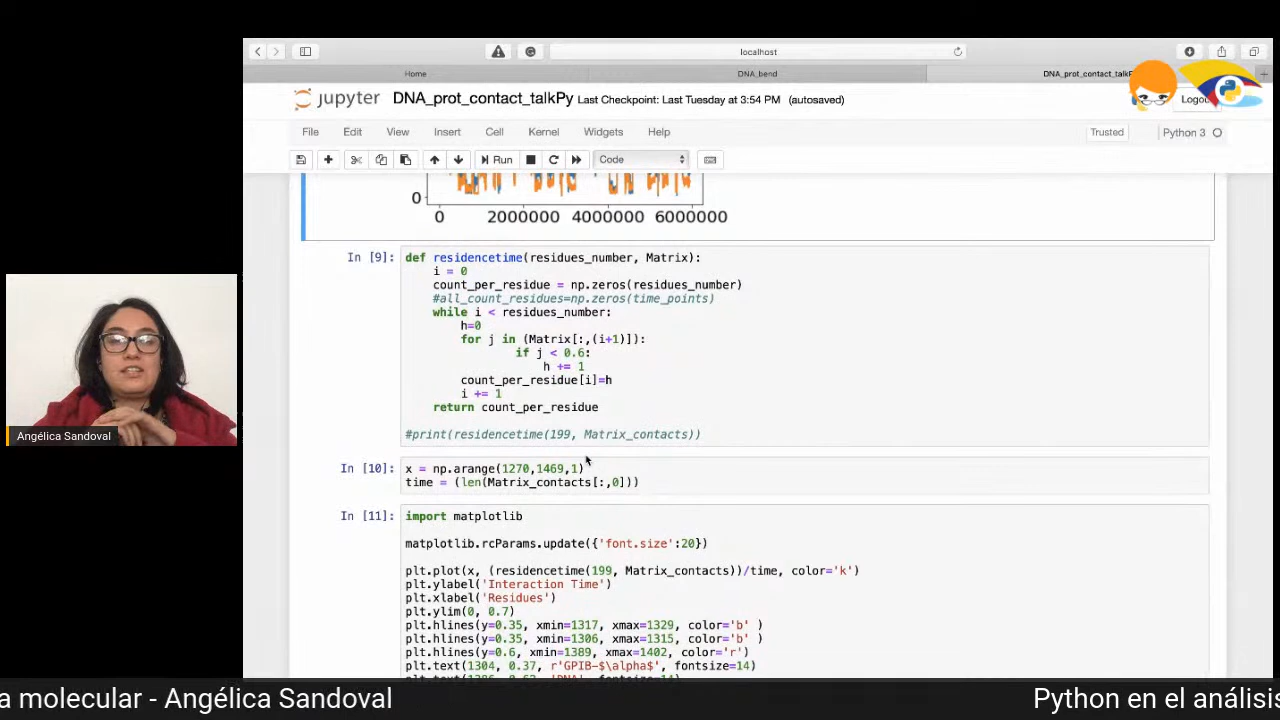 localhost
Home
DNA_bend
DNA_prot_contact_talkP
jupyter
DNA_prot_contact_talkPy Last Checkpoint: Last Tuesday at 3:54 PM (autosaved)
File Edit View Insert Cell Kernel Widgets Help
Trusted
Python 3
Run
Code
0
0 2000000 4000000 6000000
In [9]:
def residencetime(residues_number, Matrix):
i = 0
count_per_residue = np.zeros(residues_number)
#all_count_residues=np.zeros(time_points)
while i < residues_number:
h=0
for j in (Matrix[:,(i+1)]):
if j < 0.6:
h += 1
count_per_residue[i]=h
i += 1
return count_per_residue
#print(residencetime(199, Matrix_contacts))
In [10]:
x = np.arange(1270,1469,1)
time = (len(Matrix_contacts[:,0]))
In [11]:
import matplotlib
matplotlib.rcParams.update({'font.size':20})
plt.plot(x, (residencetime(199, Matrix_contacts))/time, color='k')
plt.ylabel('Interaction Time')
plt.xlabel('Residues')
plt.ylim(0, 0.7)
plt.hlines(y=0.35, xmin=1317, xmax=1329, color='b' )
plt.hlines(y=0.35, xmin=1306, xmax=1315, color='b' )
plt.hlines(y=0.6, xmin=1389, xmax=1402, color='r')
plt.text(1304, 0.37, r'GPIB-$\alpha$', fontsize=14)
Angélica Sandoval
a molecular - Angélica Sandoval
Python en el análisis